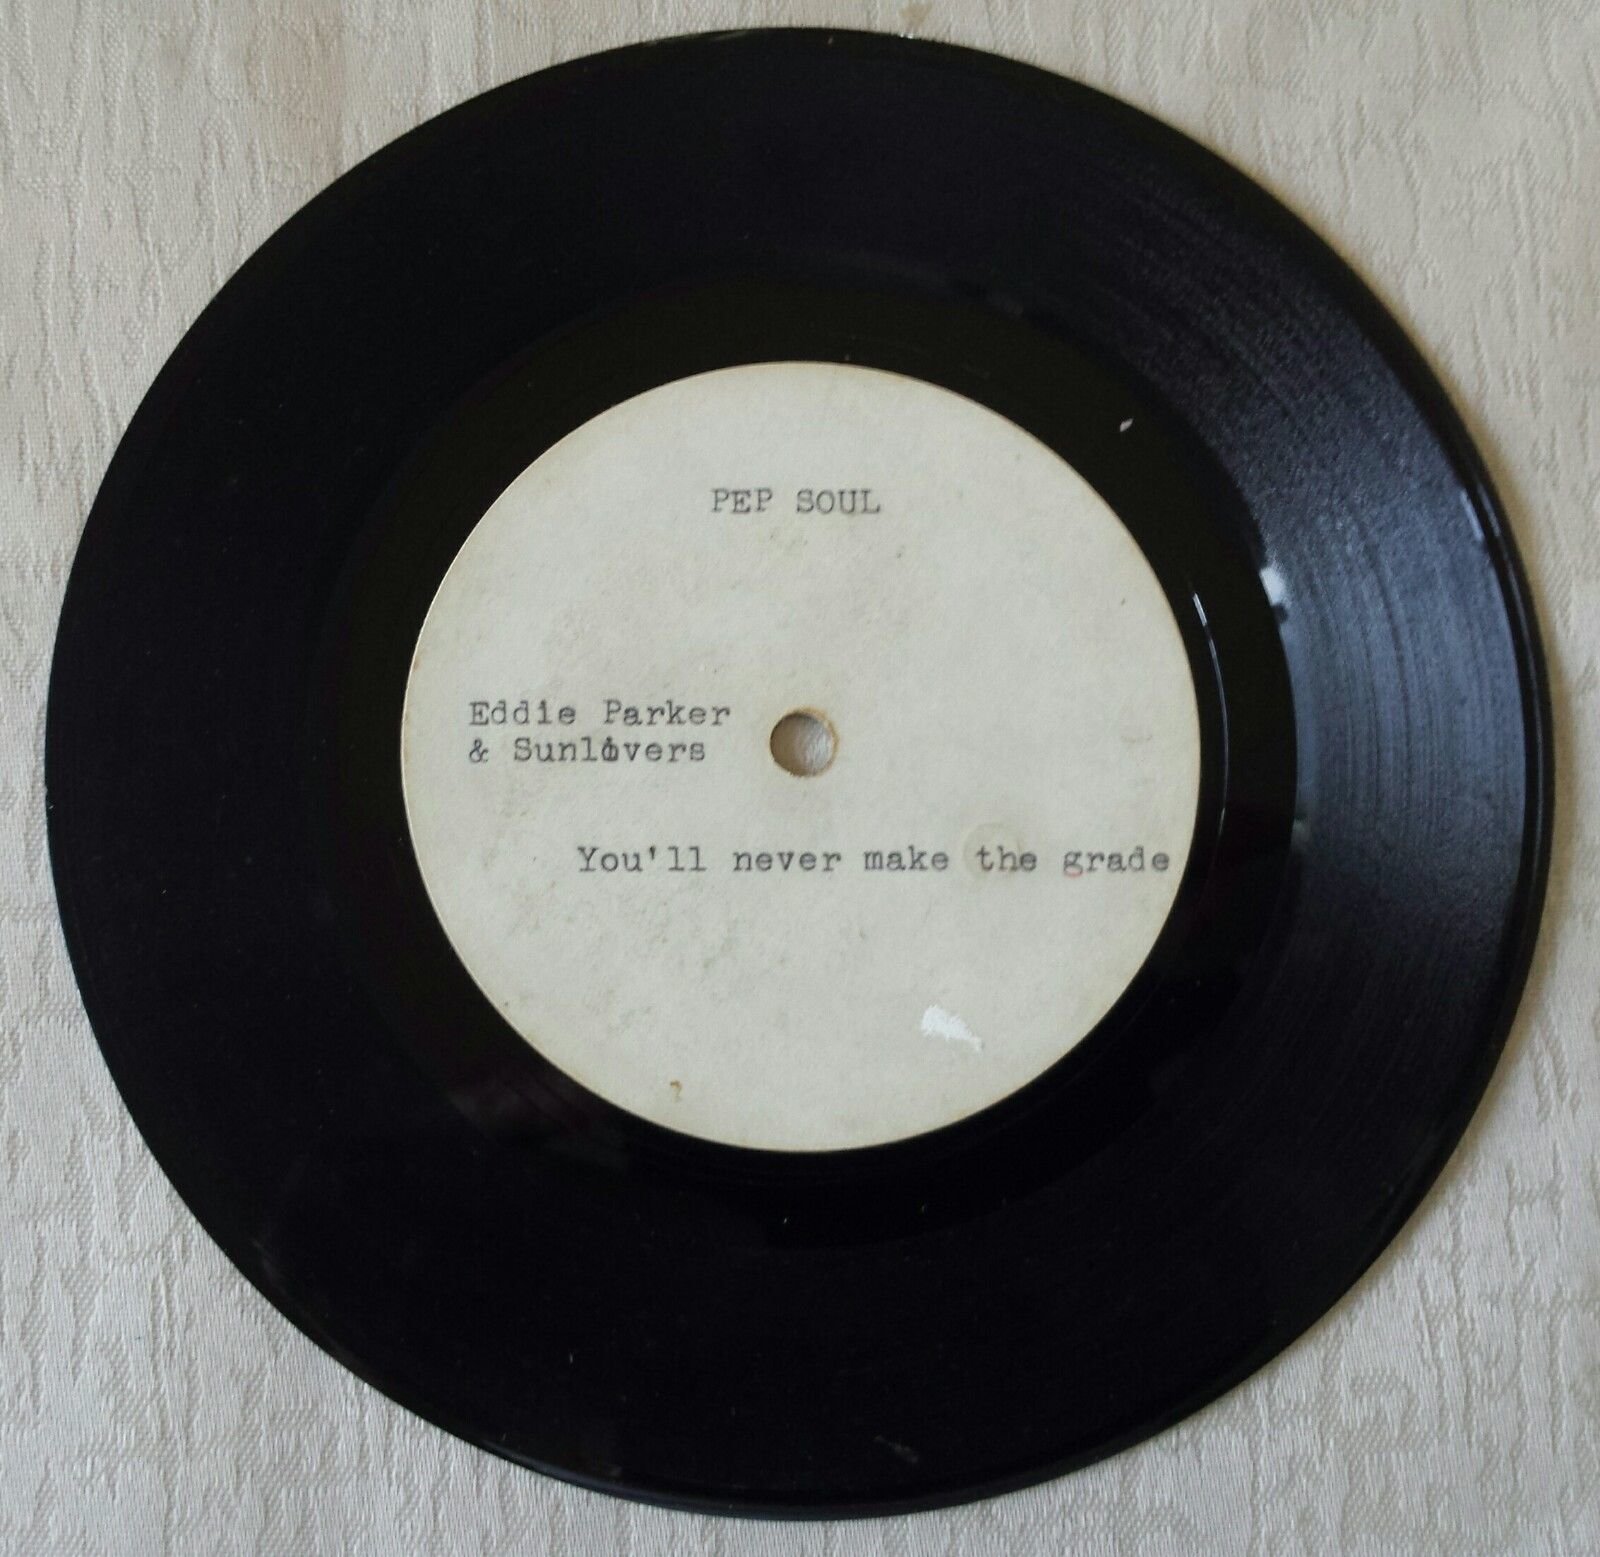 PEP SOUL
Eddie Parker
& Sunlovers
You'll never make the grade